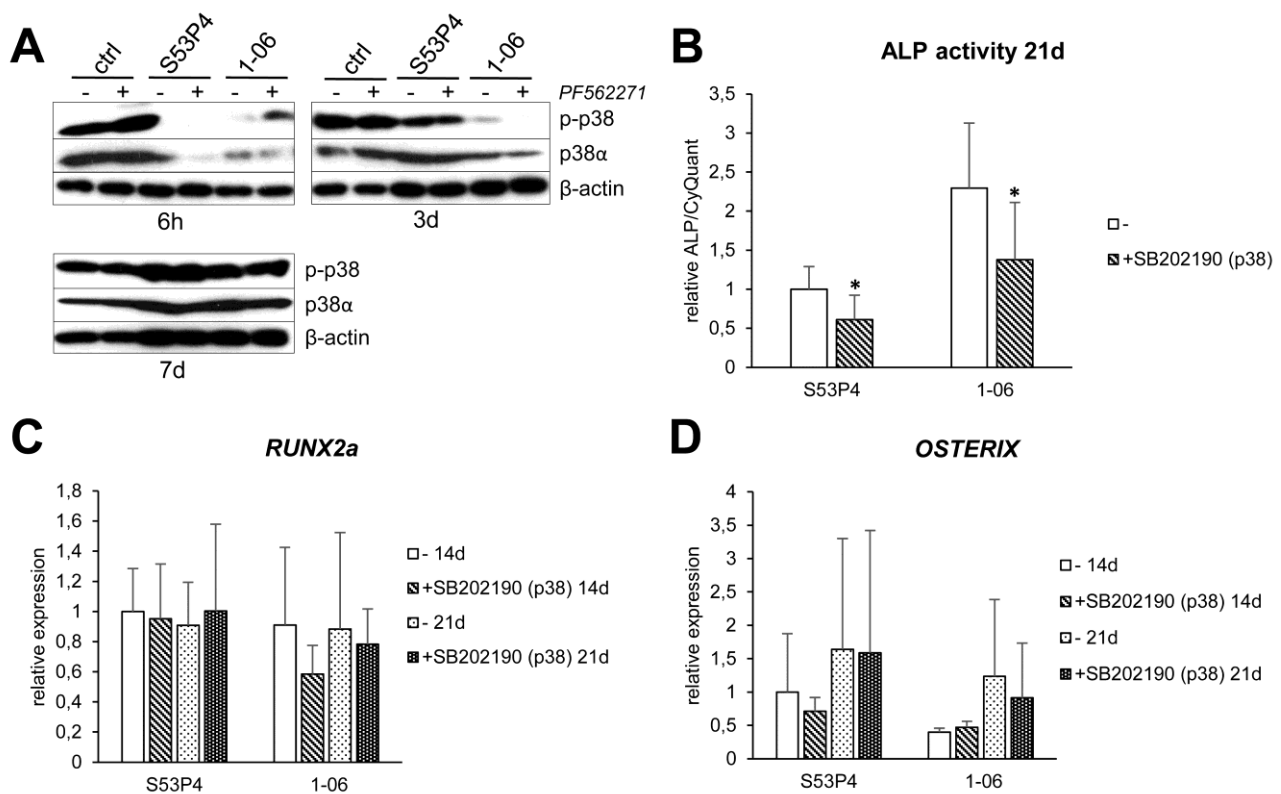 A
ctrl S53P4 1-06 ctrl S53P4 1-06
- + - + - + - + - + - + PF562271
p-p38
p38α
β-actin
6h 3d
p-p38
p38α
β-actin
7d
B
ALP activity 21d
relative ALP/CyQuant
3,5
3
2,5
2
1,5
1
0,5
0
* *
S53P4 1-06
-
+SB202190 (p38)
C
RUNX2a
relative expression
1,8
1,6
1,4
1,2
1
0,8
0,6
0,4
0,2
0
S53P4 1-06
- 14d
+SB202190 (p38) 14d
- 21d
+SB202190 (p38) 21d
D
OSTERIX
relative expression
4
3,5
3
2,5
2
1,5
1
0,5
0
S53P4 1-06
- 14d
+SB202190 (p38) 14d
- 21d
+SB202190 (p38) 21d